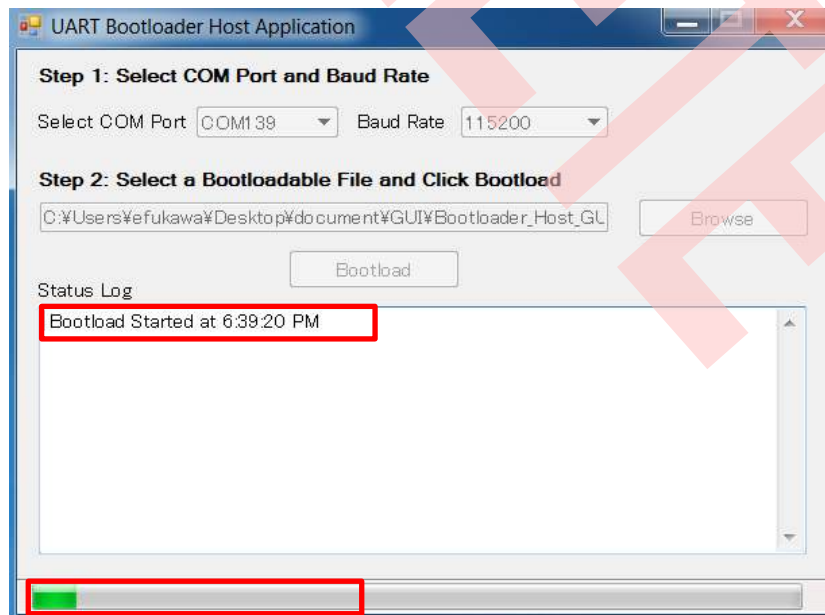 UART Bootloader Host Application
Step 1: Select COM Port and Baud Rate
Select COM Port COM139 Baud Rate 115200
Step 2: Select a Bootloadable File and Click Bootload
C:¥Users¥efukawa¥Desktop¥document¥GUI¥Bootloader_Host_GU Browse
Bootload
Status Log
Bootload Started at 6:39:20 PM